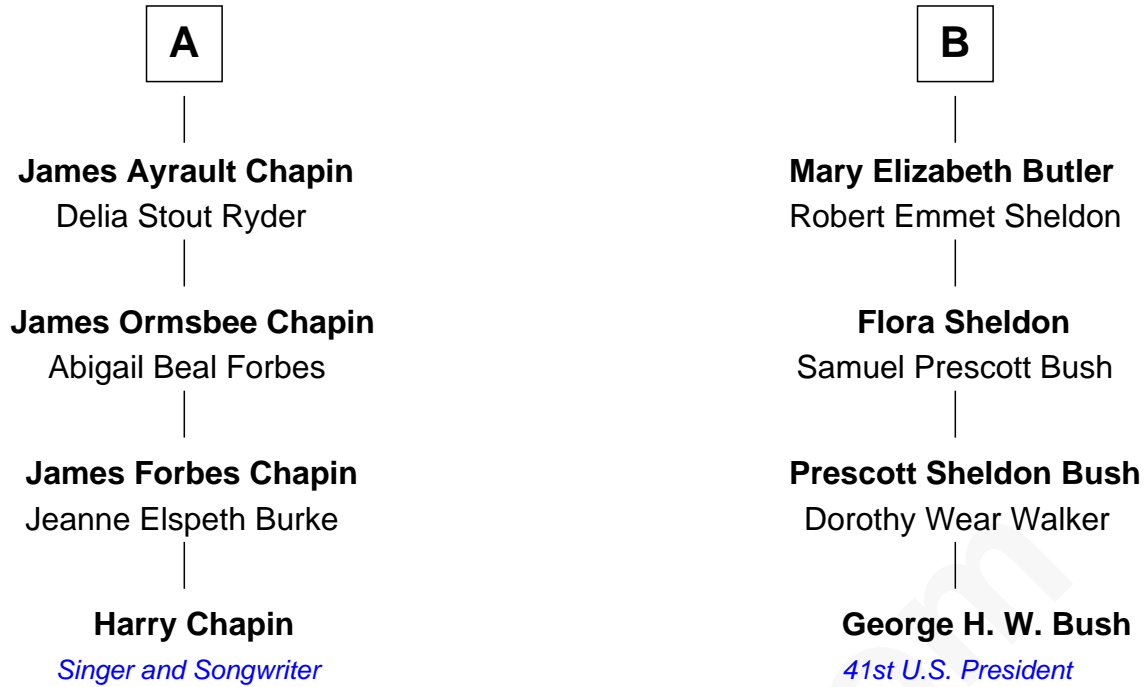 A
James Ayrault Chapin
Delia Stout Ryder
James Ormsbee Chapin
Abigail Beal Forbes
James Forbes Chapin
Jeanne Elspeth Burke
Harry Chapin
Singer and Songwriter
B
Mary Elizabeth Butler
Robert Emmet Sheldon
Flora Sheldon
Samuel Prescott Bush
Prescott Sheldon Bush
Dorothy Wear Walker
George H. W. Bush
41st U.S. President